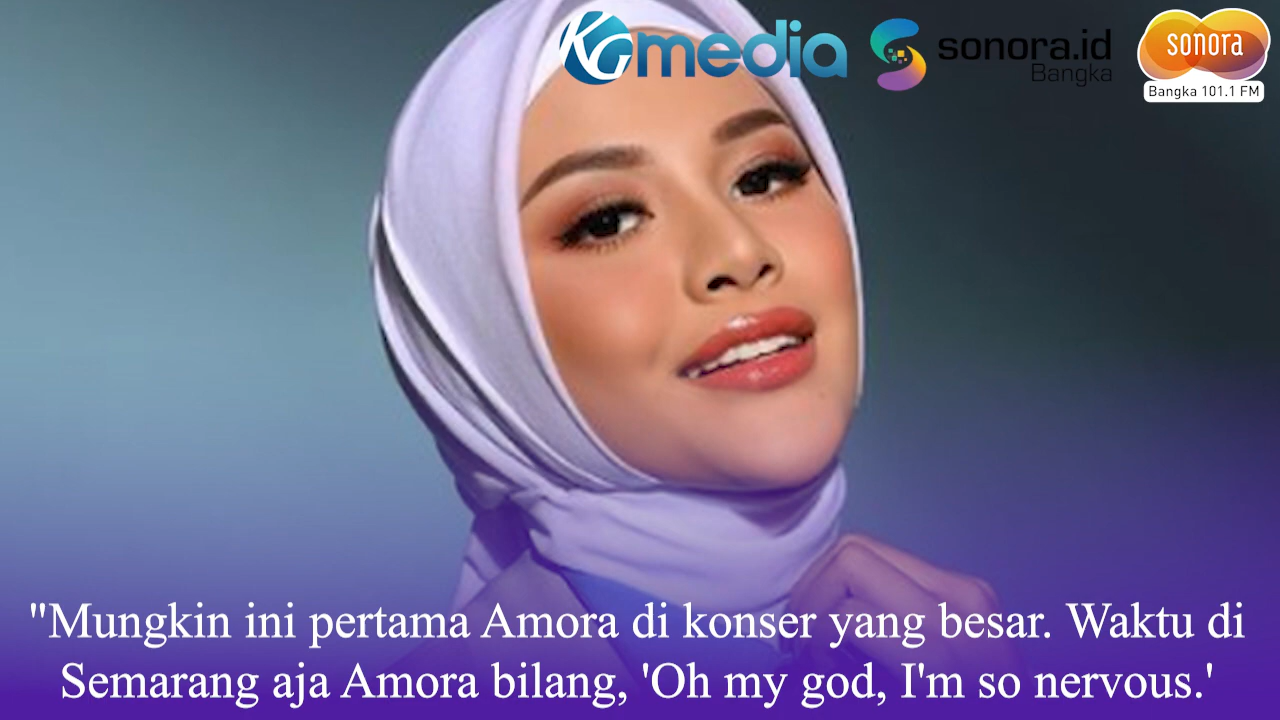 KGmedia
sonora.id
Bangka
sonora
Bangka 101.1 FM
"Mungkin ini pertama Amora di konser yang besar. Waktu di
Semarang aja Amora bilang, 'Oh my god, I'm so nervous.'